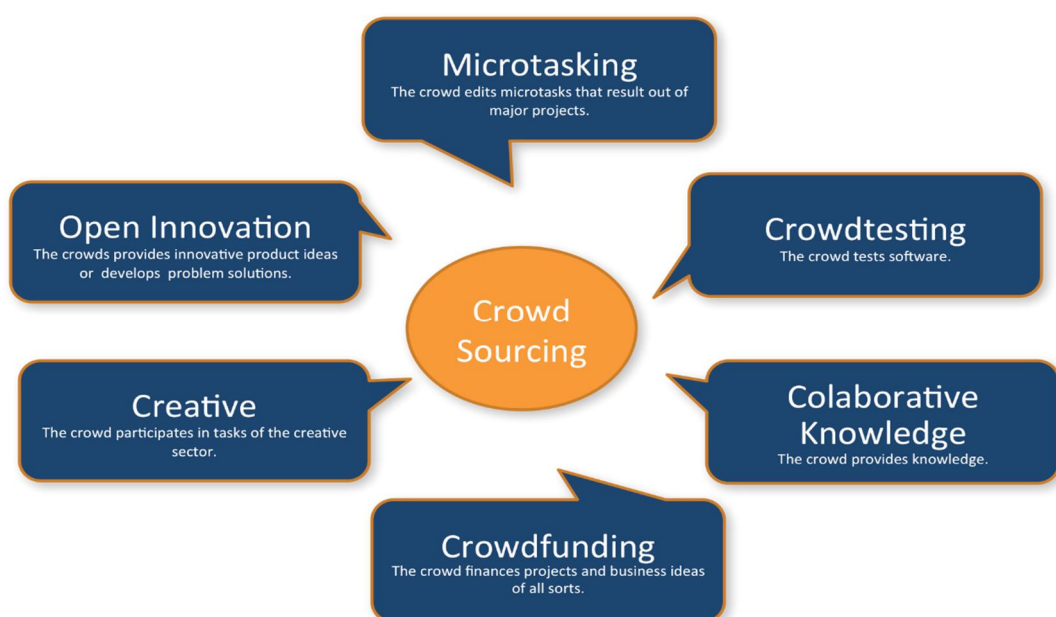 Microtasking
The crowd edits microtasks that result out of
major projects.
Open Innovation
The crowds provides innovative product ideas
or develops problem solutions.
Crowdtesting
The crowd tests software.
Crowd
Sourcing
Creative
The crowd participates in tasks of the creative
sector.
Colaborative
Knowledge
The crowd provides knowledge.
Crowdfunding
The crowd finances projects and business ideas
of all sorts.